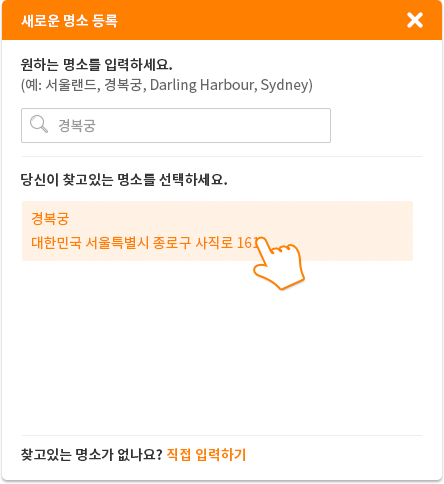 새로운 명소 등록
원하는 명소를 입력하세요.
(예: 서울랜드, 경복궁, Darling Harbour, Sydney)
경복궁
당신이 찾고있는 명소를 선택하세요.
경복궁
대한민국 서울특별시 종로구 사직로 161
찾고있는 명소가 없나요? 직접 입력하기